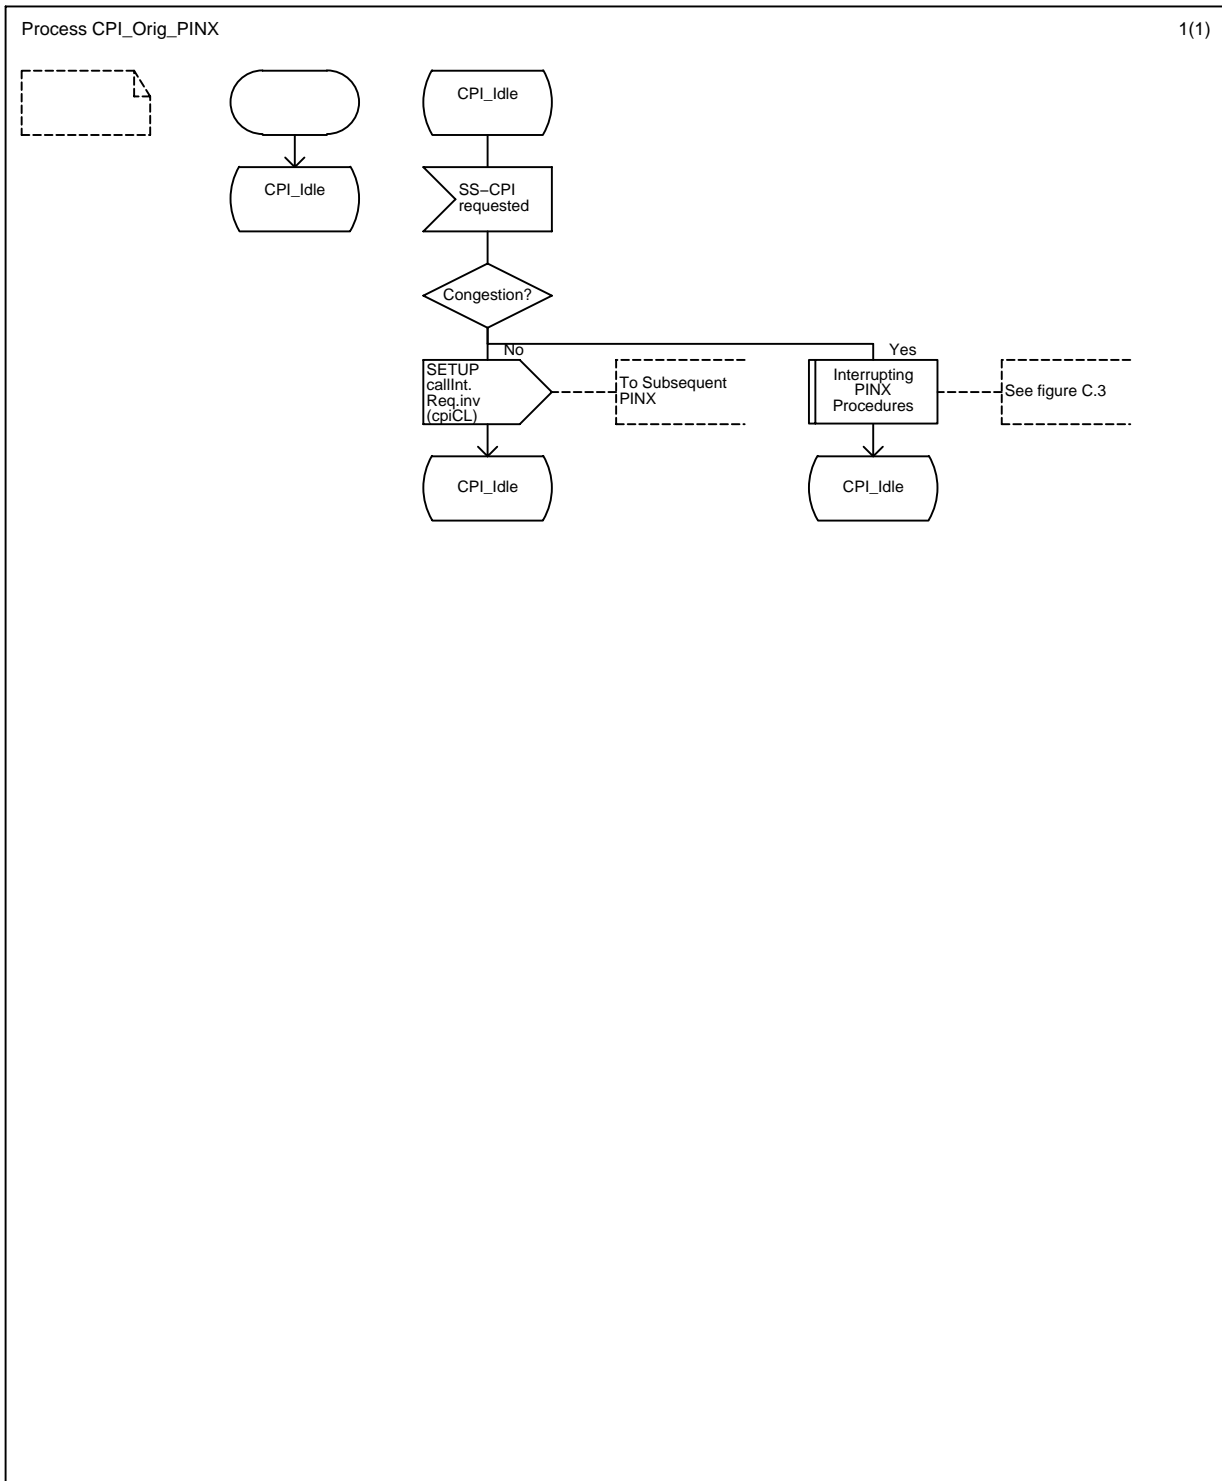 Process CPI_Orig_PINX
1(1)
CPI_Idle
CPI_Idle
SS−CPI
requested
Congestion?
No
Yes
SETUP
callInt.
Req.inv
(cpiCL)
To Subsequent
PINX
Interrupting
PINX
Procedures
See figure C.3
CPI_Idle
CPI_Idle